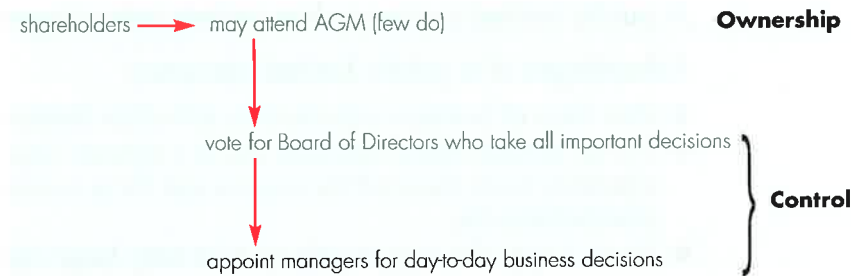 shareholders may attend AGM (few do) Ownership
vote for Board of Directors who take all important decisions
Control
appoint managers for day-to-day business decisions